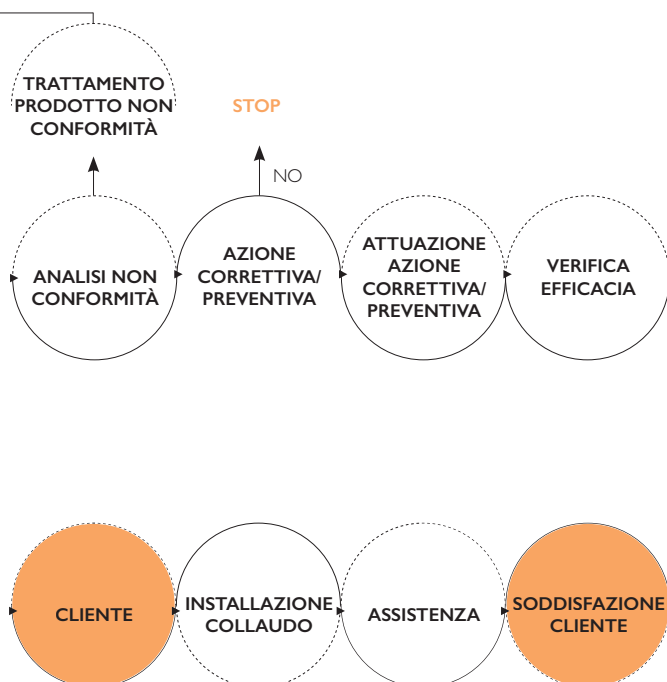 TRATTAMENTO
PRODOTTO NON
CONFORMITÀ
STOP
NO
ANALISI NON
CONFORMITÀ
AZIONE
CORRETTIVA/
PREVENTIVA
ATTUAZIONE
AZIONE
CORRETTIVA/
PREVENTIVA
VERIFICA
EFFICACIA
CLIENTE
INSTALLAZIONE
COLLAUDO
ASSISTENZA
SODDISFAZIONE
CLIENTE